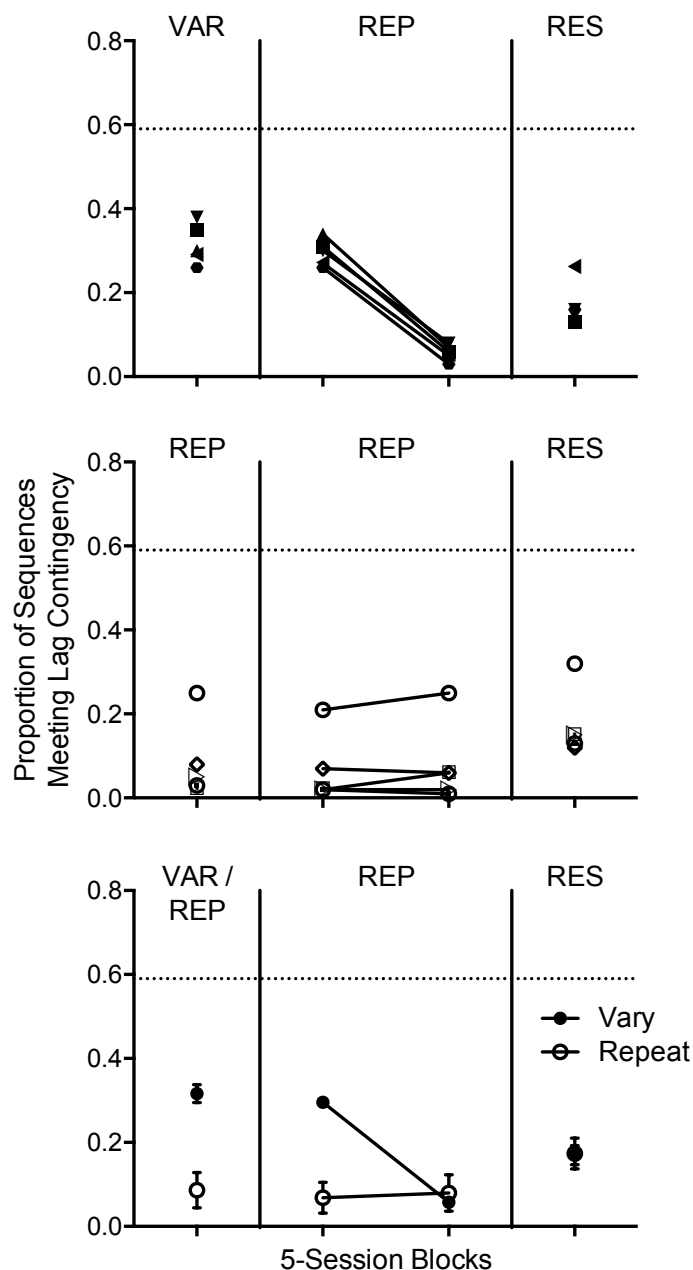 VAR REP RES
0.8
0.6
0.4
0.2
0.0
REP REP RES
0.8
0.6
0.4
0.2
0.0
Proportion of Sequences
Meeting Lag Contingency
VAR / REP RES
REP
0.8
0.6
0.4
0.2
0.0
Vary
Repeat
5-Session Blocks